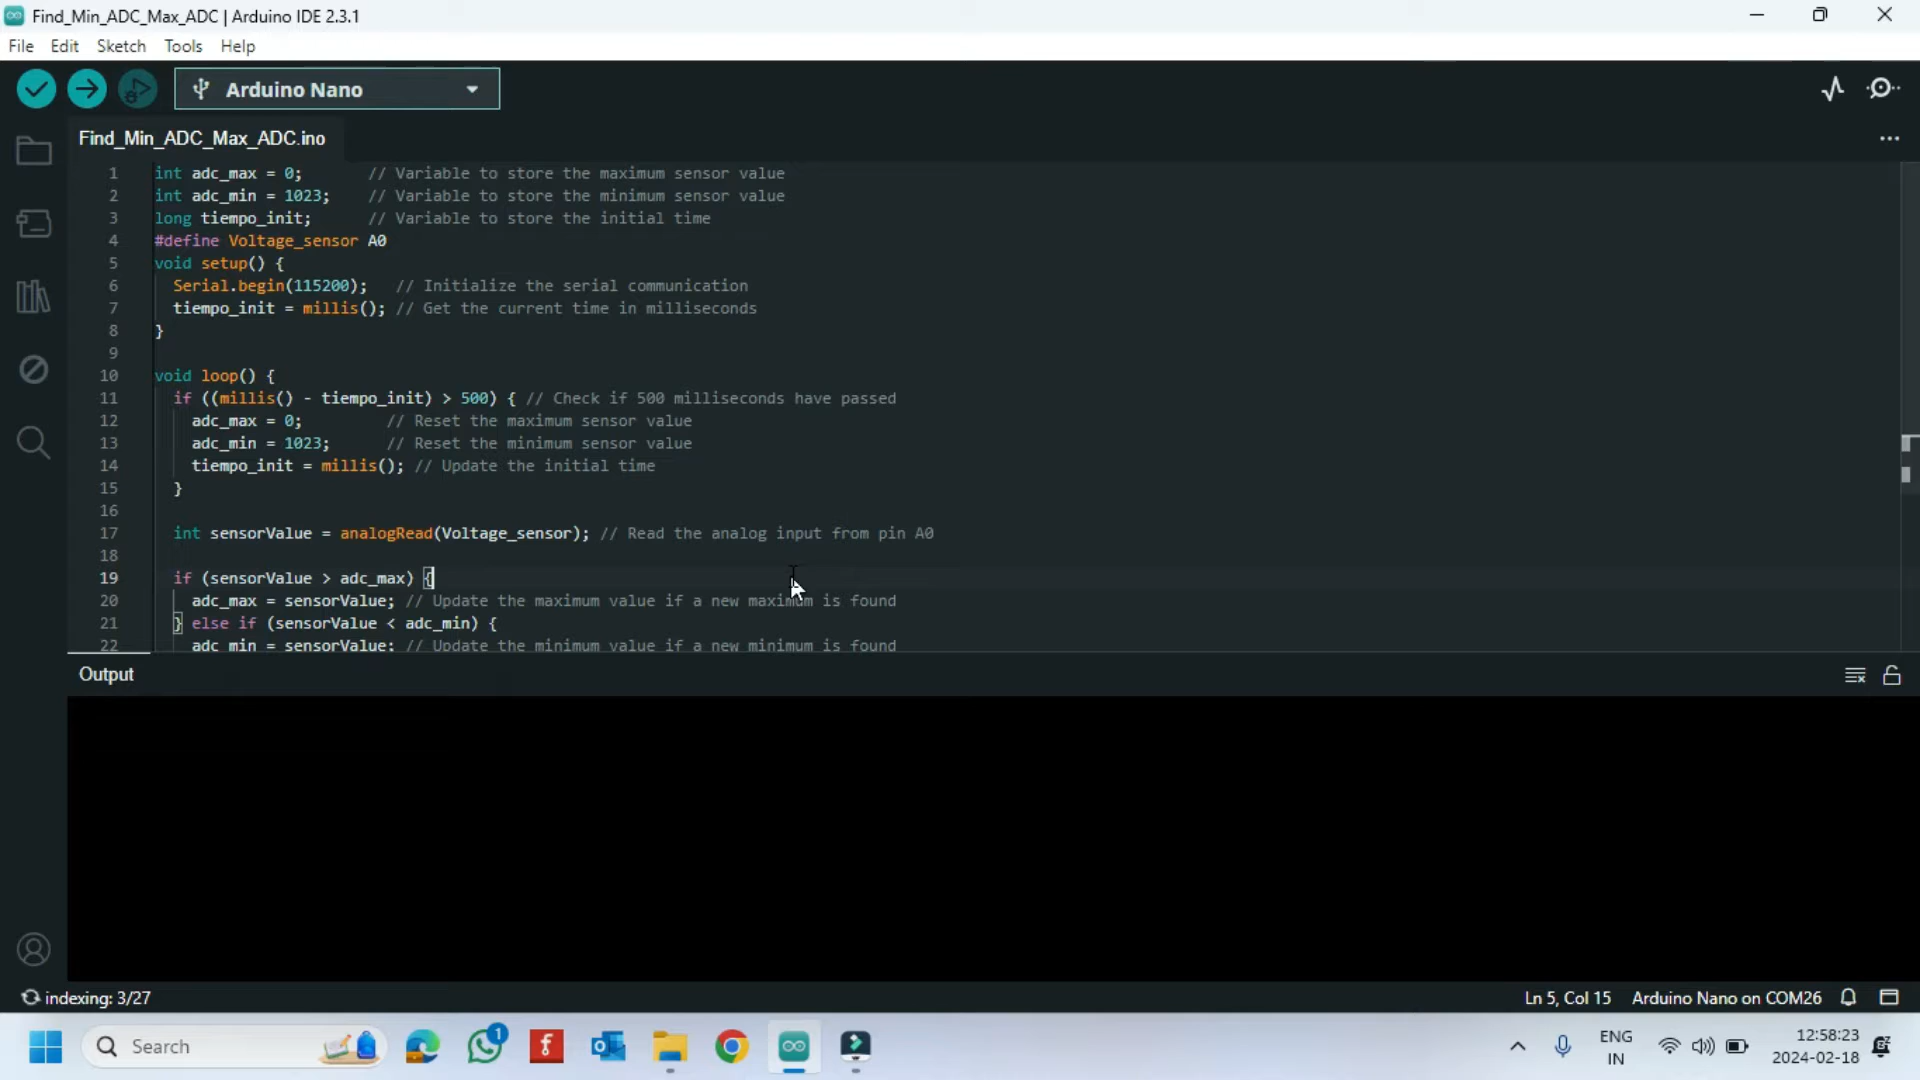 Find_Min_ADC_Max_ADC | Arduino IDE 2.3.1
File Edit Sketch Tools Help
Arduino Nano
Find_Min_ADC_Max_ADC.ino
1 int adc_max = 0; // Variable to store the maximum sensor value
2 int adc_min = 1023; // Variable to store the minimum sensor value
3 long tiempo_init; // Variable to store the initial time
4 #define Voltage_sensor A0
5 void setup() {
6 Serial.begin(115200); // Initialize the serial communication
7 tiempo_init = millis(); // Get the current time in milliseconds
8 }
9
10 void loop() {
11 if ((millis() - tiempo_init) > 500) { // Check if 500 milliseconds have passed
12 adc_max = 0; // Reset the maximum sensor value
13 adc_min = 1023; // Reset the minimum sensor value
14 tiempo_init = millis(); // Update the initial time
15 }
16
17 int sensorValue = analogRead(Voltage_sensor); // Read the analog input from pin A0
18
19 if (sensorValue > adc_max) {
20 adc_max = sensorValue; // Update the maximum value if a new maximum is found
21 } else if (sensorValue < adc_min) {
22 adc_min = sensorValue; // Update the minimum value if a new minimum is found
Output
indexing: 3/27
Ln 5, Col 15 Arduino Nano on COM26
Search
1
f
ENG
IN
12:58:23
2024-02-18